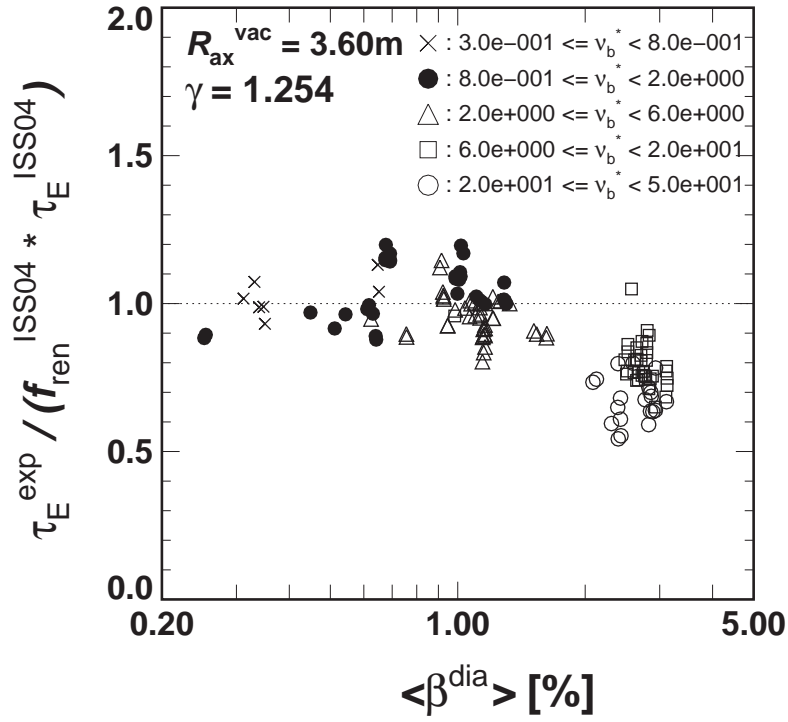 τ_E^exp / (f_ren^ISS04 * τ_E^ISS04)
2.0
1.5
1.0
0.5
0.0
R_ax^vac = 3.60m
γ = 1.254
× : 3.0e−001 <= ν_b^* < 8.0e−001
● : 8.0e−001 <= ν_b^* < 2.0e+000
△ : 2.0e+000 <= ν_b^* < 6.0e+000
□ : 6.0e+000 <= ν_b^* < 2.0e+001
○ : 2.0e+001 <= ν_b^* < 5.0e+001
0.20 1.00 5.00
<β^dia> [%]